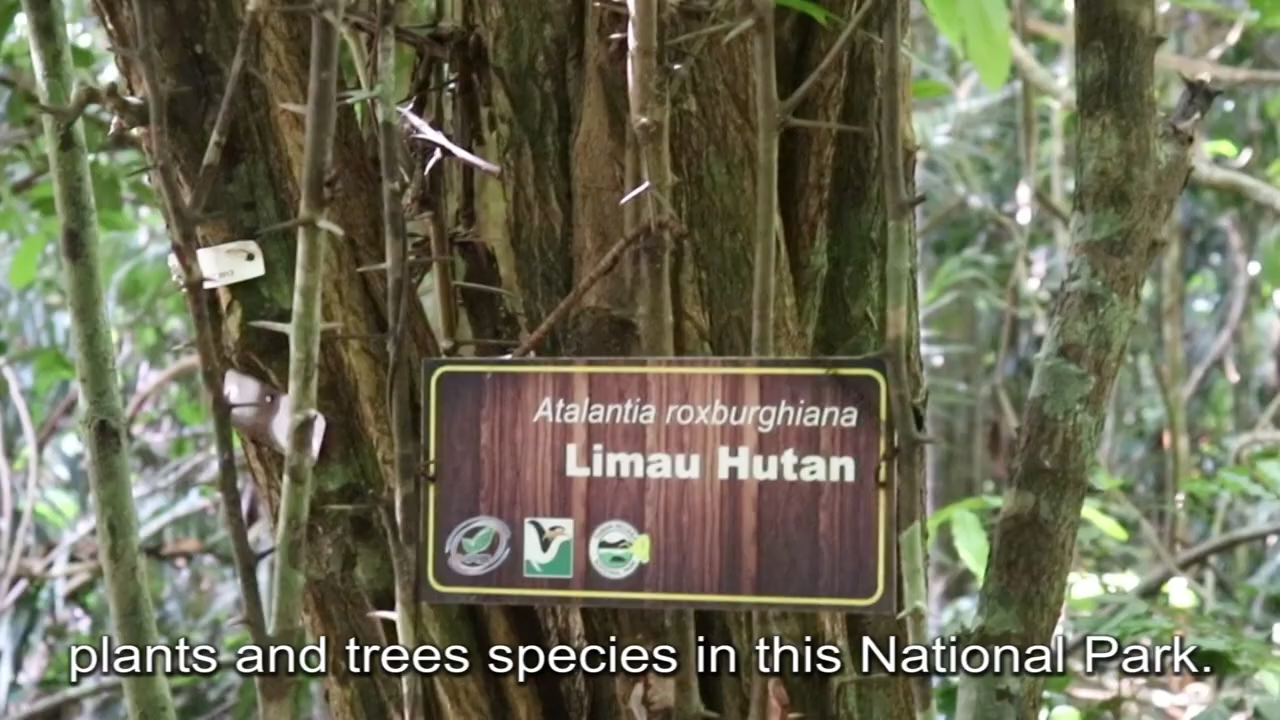 Atalantia roxburghiana
Limau Hutan
plants and trees species in this National Park.